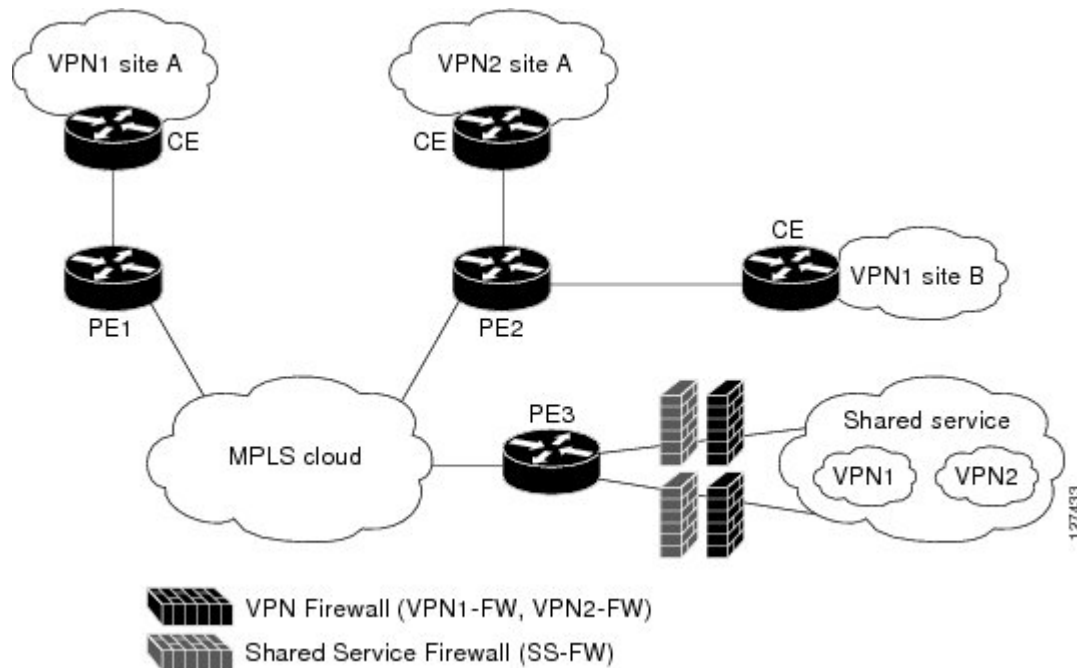 VPN1 site A
VPN2 site A
CE
CE
CE
VPN1 site B
PE1
PE2
PE3
Shared service
MPLS cloud
VPN1
VPN2
127433
VPN Firewall (VPN1-FW, VPN2-FW)
Shared Service Firewall (SS-FW)